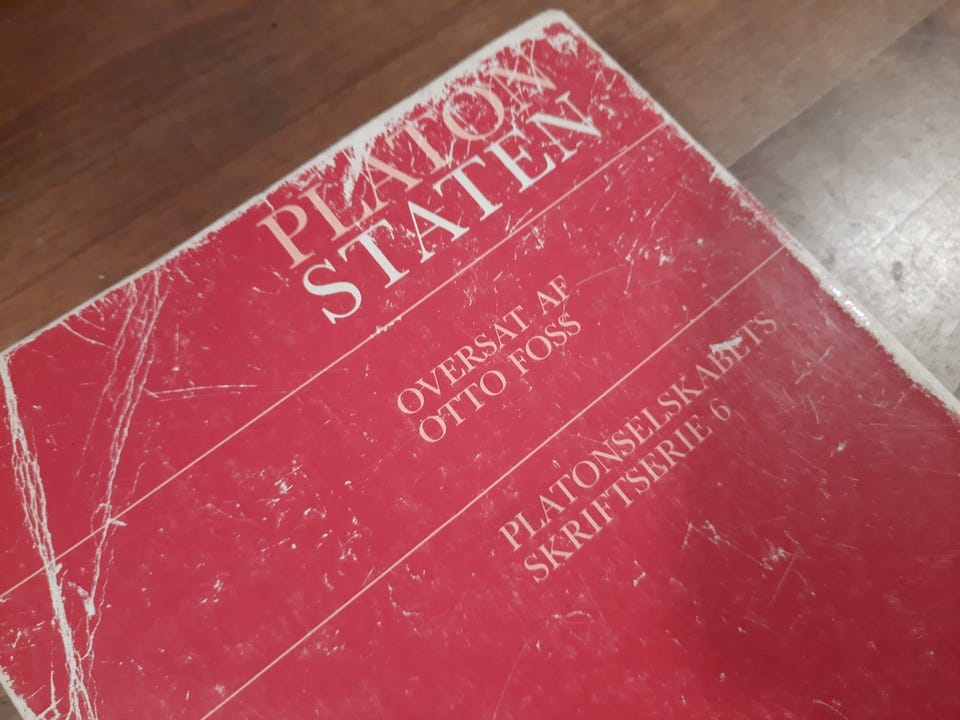 PLATON
STATEN
OVERSAT AF
OTTO FOSS
PLATONSELSKABETS
SKRIFTSERIE 6